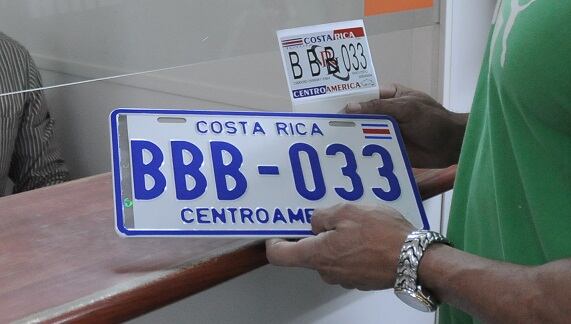 COSTA RICA
BBB 033
CENTROAMERICA
COSTA RICA
BBB-033
CENTROAME